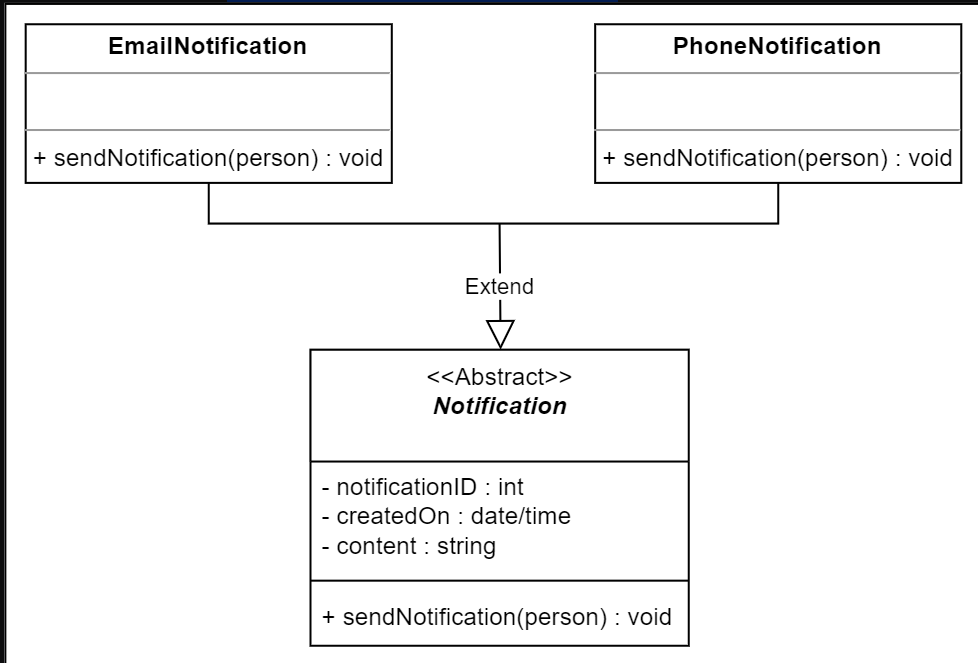 EmailNotification
+ sendNotification(person) : void
PhoneNotification
+ sendNotification(person) : void
Extend
<<Abstract>>
Notification
- notificationID : int
- createdOn : date/time
- content : string
+ sendNotification(person) : void